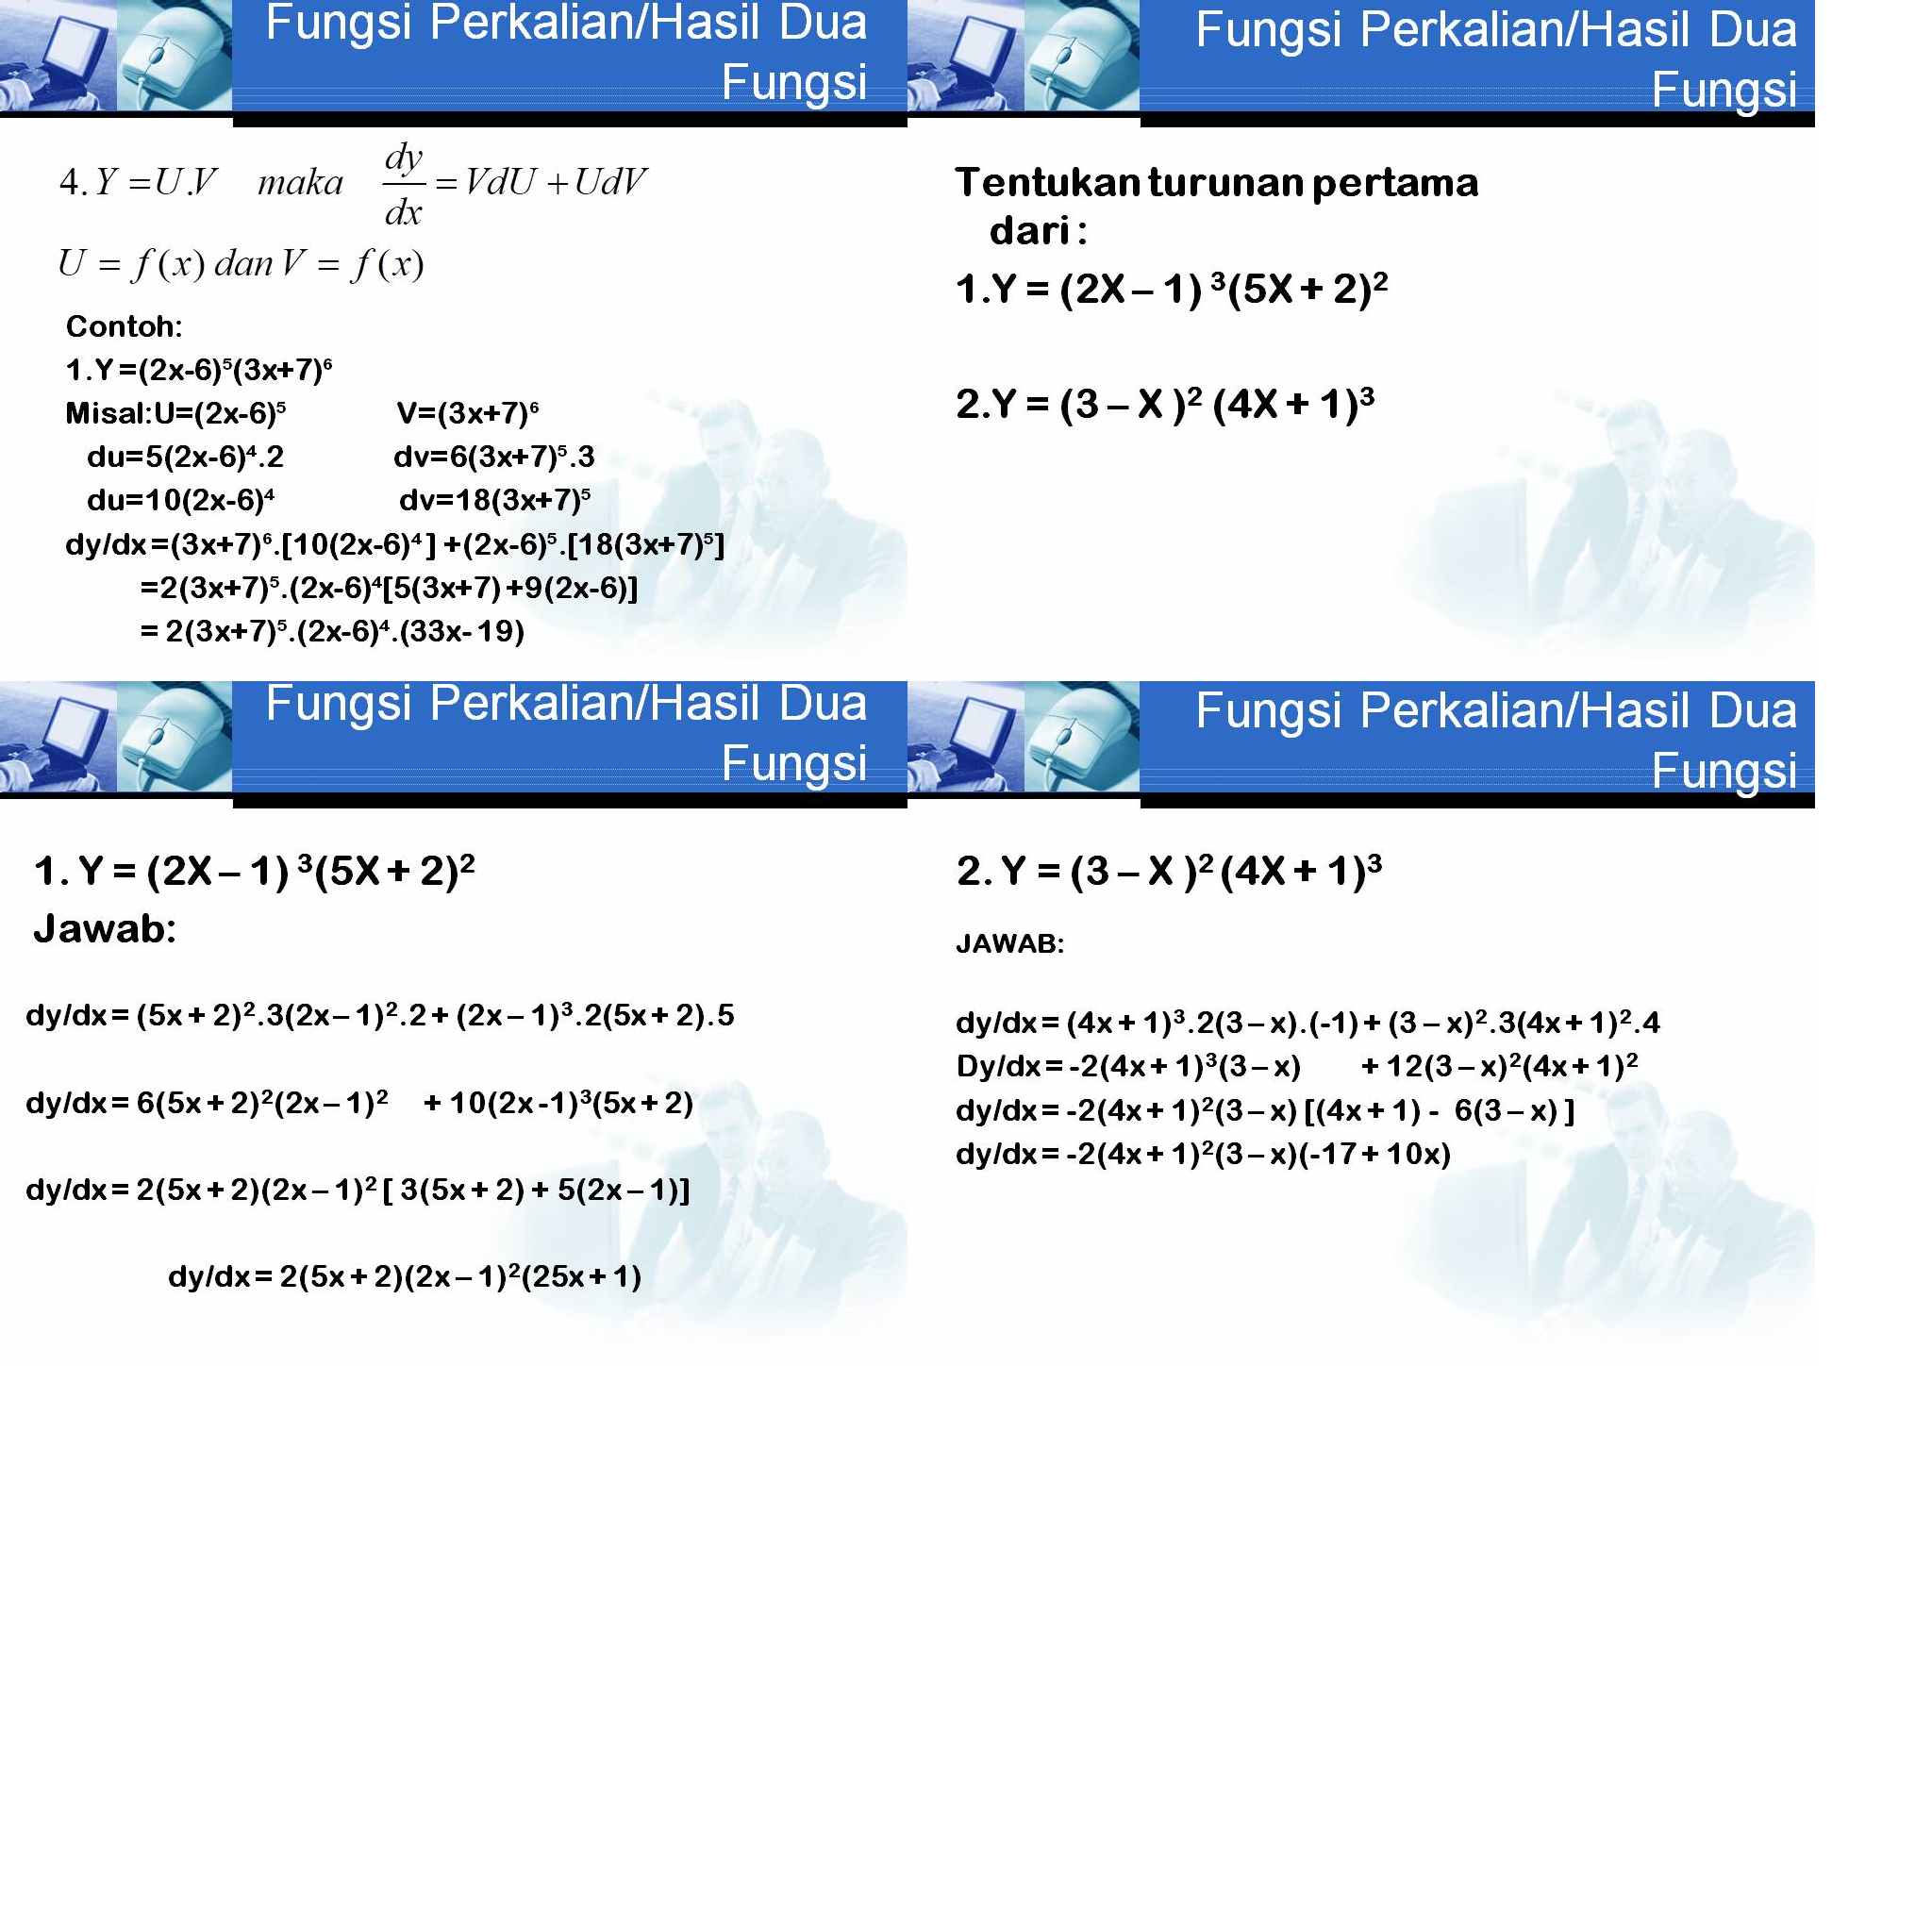 Fungsi Perkalian/Hasil Dua
Fungsi
4. Y = U.V maka dy/dx = VdU + UdV
U = f(x) dan V = f(x)
Contoh:
1.Y=(2x-6)⁵(3x+7)⁶
Misal:U=(2x-6)⁵ V=(3x+7)⁶
du=5(2x-6)⁴.2 dv=6(3x+7)⁵.3
du=10(2x-6)⁴ dv=18(3x+7)⁵
dy/dx=(3x+7)⁶.[10(2x-6)⁴] +(2x-6)⁵.[18(3x+7)⁵]
=2(3x+7)⁵.(2x-6)⁴[5(3x+7)+9(2x-6)]
= 2(3x+7)⁵.(2x-6)⁴.(33x-19)
Fungsi Perkalian/Hasil Dua
Fungsi
Tentukan turunan pertama
dari :
1.Y = (2X – 1) ³(5X + 2)²
2.Y = (3 – X )² (4X + 1)³
Fungsi Perkalian/Hasil Dua
Fungsi
1. Y = (2X – 1) ³(5X + 2)²
Jawab:
dy/dx = (5x + 2)².3(2x – 1)².2 + (2x – 1)³.2(5x + 2).5
dy/dx = 6(5x + 2)²(2x – 1)² + 10(2x -1)³(5x + 2)
dy/dx = 2(5x + 2)(2x – 1)² [ 3(5x + 2) + 5(2x – 1)]
dy/dx = 2(5x + 2)(2x – 1)²(25x + 1)
Fungsi Perkalian/Hasil Dua
Fungsi
2. Y = (3 – X )² (4X + 1)³
JAWAB:
dy/dx = (4x + 1)³.2(3 – x).(-1) + (3 – x)².3(4x + 1)².4
Dy/dx = -2(4x + 1)³(3 – x) + 12(3 – x)²(4x + 1)²
dy/dx = -2(4x + 1)²(3 – x) [(4x + 1) - 6(3 – x) ]
dy/dx = -2(4x + 1)²(3 – x)(-17 + 10x)